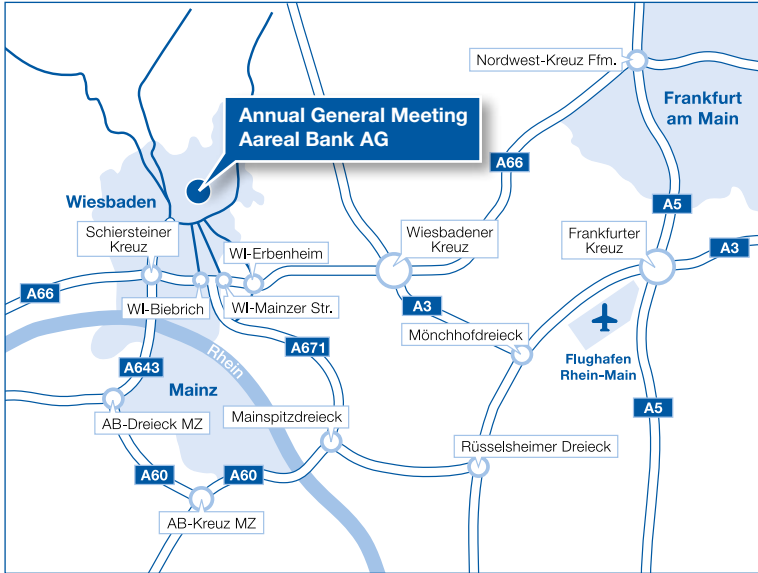 Nordwest-Kreuz Ffm.
Frankfurt
am Main
Annual General Meeting
Aareal Bank AG
A66
Wiesbaden
A5
Schiersteiner
Kreuz
Wiesbadener
Kreuz
Frankfurter
Kreuz
WI-Erbenheim
A3
A66
WI-Biebrich
WI-Mainzer Str.
A3
Mönchhofdreieck
Rhein
A671
Flughafen
Rhein-Main
A643
Mainz
A5
Mainspitzdreieck
AB-Dreieck MZ
Rüsselsheimer Dreieck
A60
A60
AB-Kreuz MZ